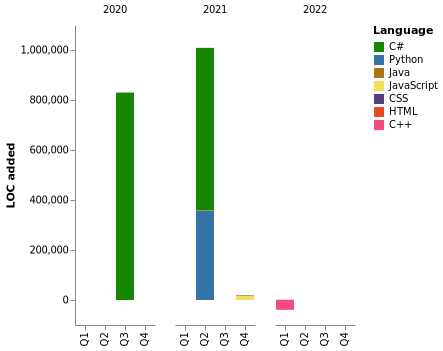 2020 2021 2022
Language
C#
Python
Java
JavaScript
CSS
HTML
C++
LOC added
1,000,000
800,000
600,000
400,000
200,000
0
Q1 Q2 Q3 Q4 Q1 Q2 Q3 Q4 Q1 Q2 Q3 Q4